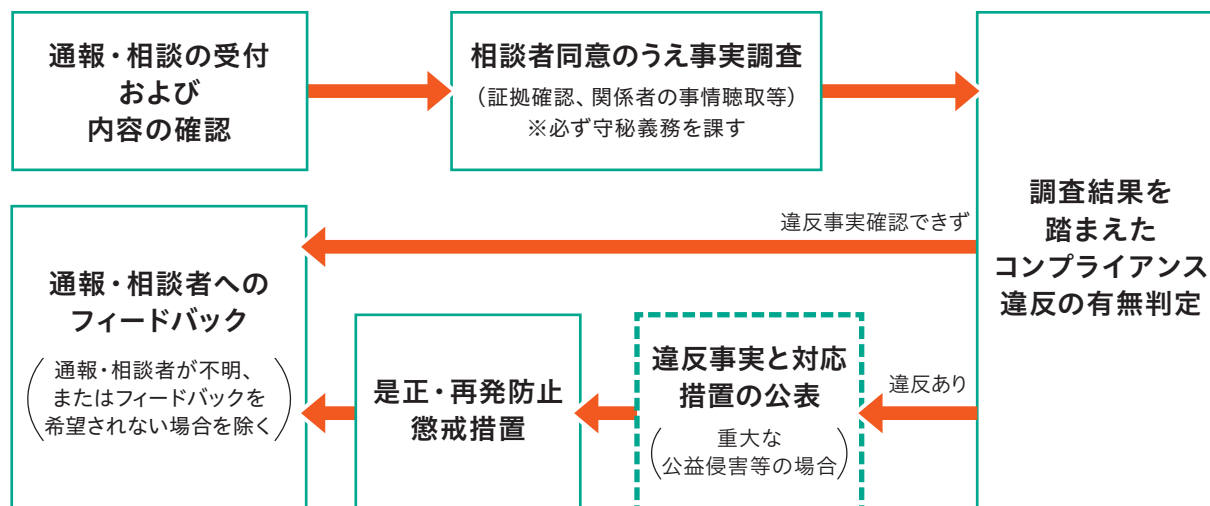 通報・相談の受付
および
内容の確認
相談者同意のうえ事実調査
（証拠確認、関係者の事情聴取等）
※必ず守秘義務を課す
調査結果を
踏まえた
コンプライアンス
違反の有無判定
違反事実確認できず
違反あり
違反事実と対応
措置の公表
（重大な
公益侵害等の場合）
是正・再発防止
懲戒措置
通報・相談者への
フィードバック
（通報・相談者が不明、
またはフィードバックを
希望されない場合を除く）